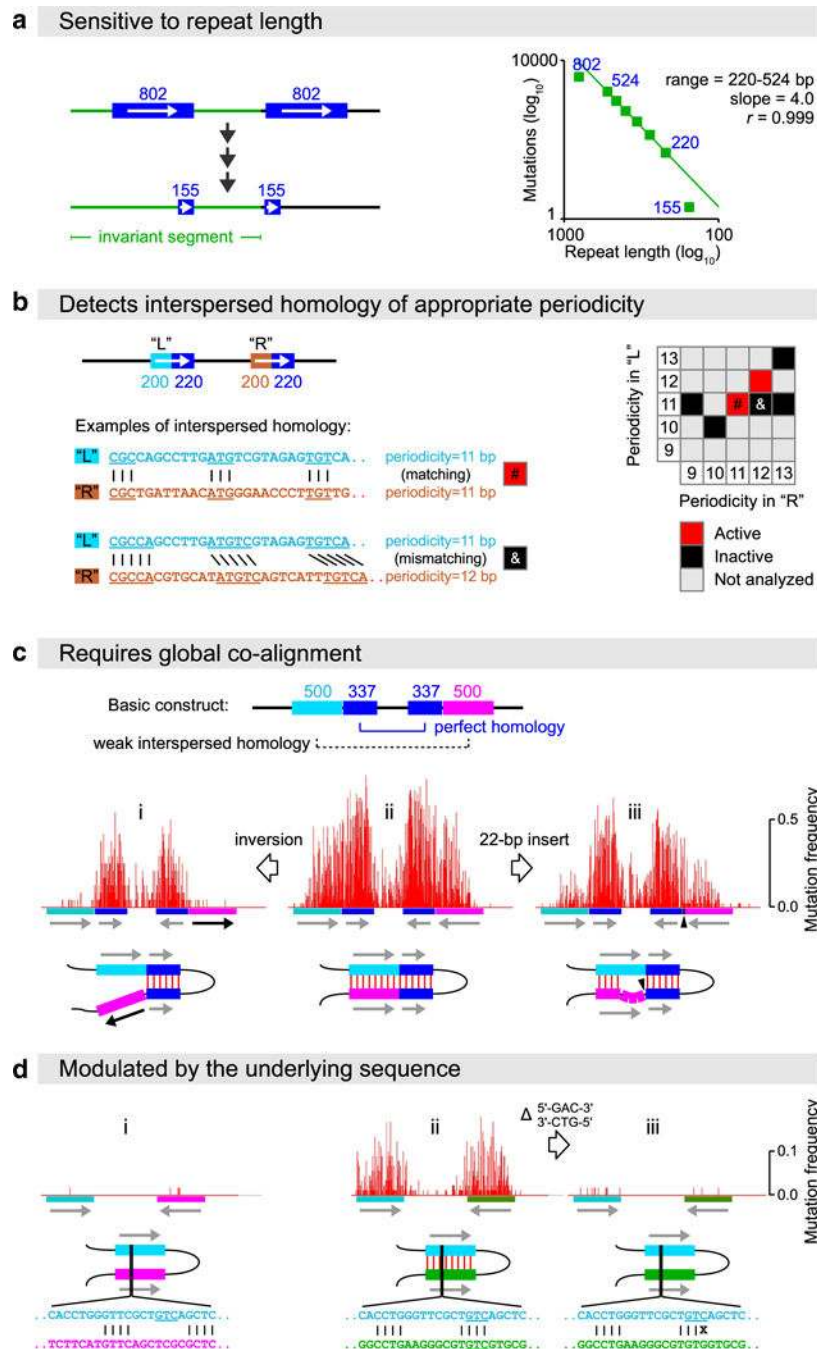 a Sensitive to repeat length
802 802
155 155
invariant segment
10000
802
524
220
155
1
1000 100
Mutations (log10)
Repeat length (log10)
range = 220-524 bp
slope = 4.0
r = 0.999
b Detects interspersed homology of appropriate periodicity
"L" "R"
200 220 200 220
Examples of interspersed homology:
"L" CGCCAGCCTTGATGTCGTAGAGTGTCA.. periodicity=11 bp
(matching) #
"R" CGCTGATTAACATGGGAACCCTTGTTG. periodicity=11 bp
"L" CGCCAGCCTTGATGTCGTAGAGTGTCA.. periodicity=11 bp
(mismatching) &
"R" CGCCACGTGCATATGTCAGTCATTTGTCA.. periodicity=12 bp
Periodicity in "L"
13
12
11 # &
10
9
9 10 11 12 13
Periodicity in "R"
Active
Inactive
Not analyzed
c Requires global co-alignment
Basic construct: 500 337 337 500
perfect homology
weak interspersed homology
i ii iii
inversion 22-bp insert
0.5
0.0
Mutation frequency
d Modulated by the underlying sequence
i ii iii
Δ 5'-GAC-3'
3'-CTG-5'
0.1
0.0
Mutation frequency
..CACCTGGGTTCGCTGTCAGCTC.. ..CACCTGGGTTCGCTGTCAGCTC.. ..CACCTGGGTTCGCTGTCAGCTC..
x
..TCTTCATGTTCAGCTCGCGCTC.. ..GGCCTGAAGGGCGTGTCGTGCG.. ..GGCCTGAAGGGCGTGTGGTGCG..